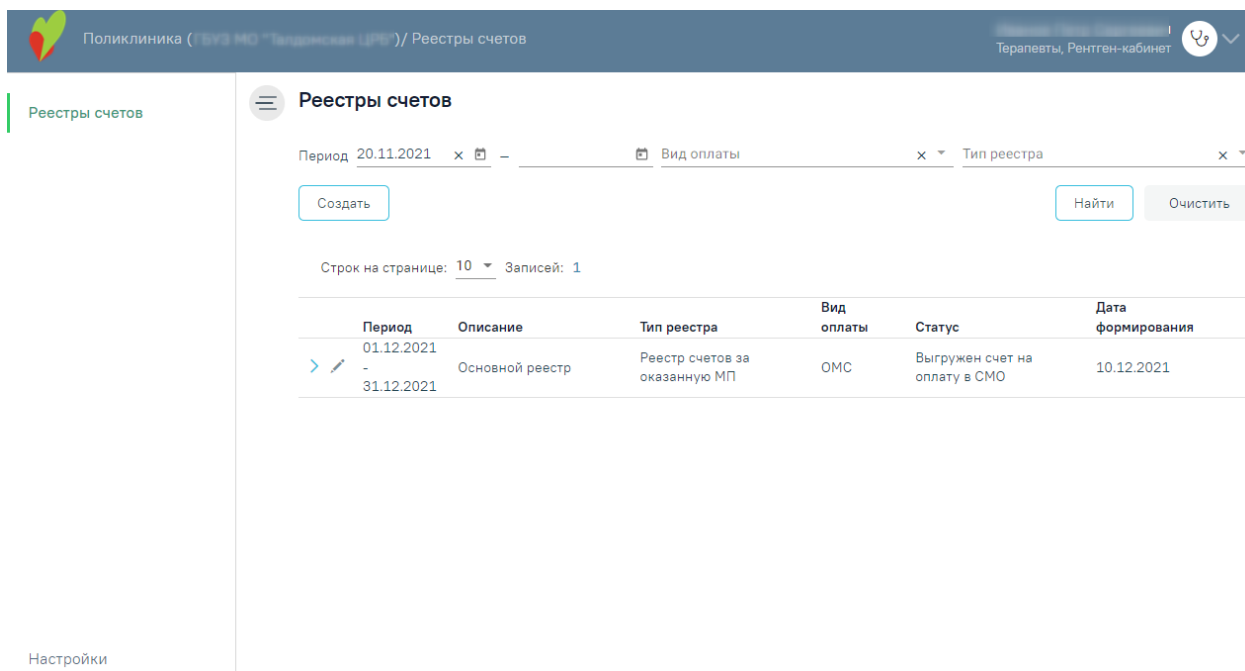 Поликлиника ( )/ Реестры счетов
Терапевты, Рентген-кабинет
Реестры счетов
Реестры счетов
Период 20.11.2021 × – Вид оплаты × Тип реестра ×
Создать Найти Очистить
Строк на странице: 10 Записей: 1
Период Описание Тип реестра Вид оплаты Статус Дата формирования
01.12.2021 - 31.12.2021 Основной реестр Реестр счетов за оказанную МП ОМС Выгружен счет на оплату в СМО 10.12.2021
Настройки